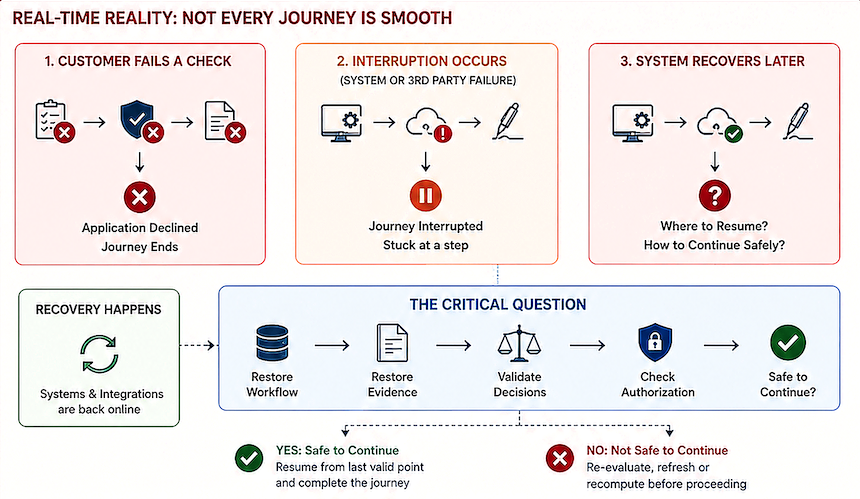 REAL-TIME REALITY: NOT EVERY JOURNEY IS SMOOTH
1. CUSTOMER FAILS A CHECK
Application Declined
Journey Ends
2. INTERRUPTION OCCURS
(SYSTEM OR 3RD PARTY FAILURE)
Journey Interrupted
Stuck at a step
3. SYSTEM RECOVERS LATER
Where to Resume?
How to Continue Safely?
RECOVERY HAPPENS
Systems & Integrations
are back online
THE CRITICAL QUESTION
Restore
Workflow
Restore
Evidence
Validate
Decisions
Check
Authorization
Safe to
Continue?
YES: Safe to Continue
Resume from last valid point
and complete the journey
NO: Not Safe to Continue
Re-evaluate, refresh or
recompute before proceeding